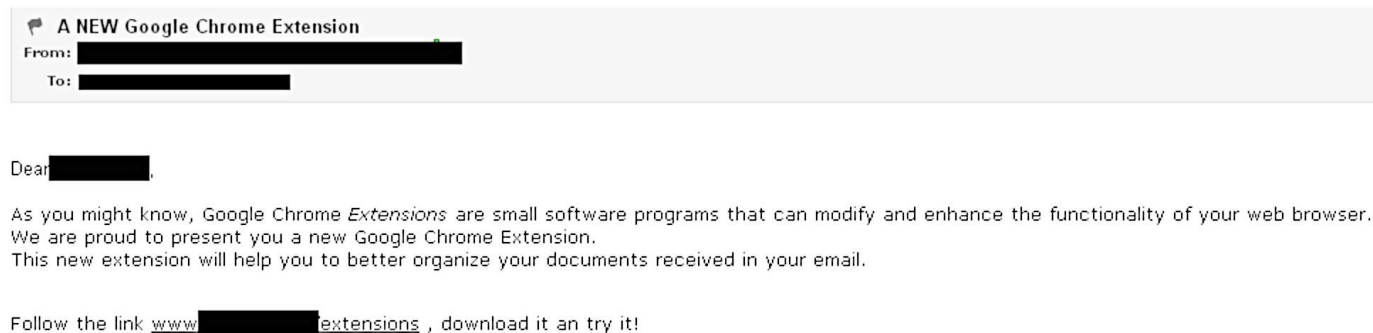 A NEW Google Chrome Extension
From:
To:
Dear ,
As you might know, Google Chrome Extensions are small software programs that can modify and enhance the functionality of your web browser.
We are proud to present you a new Google Chrome Extension.
This new extension will help you to better organize your documents received in your email.
Follow the link www extensions , download it an try it!